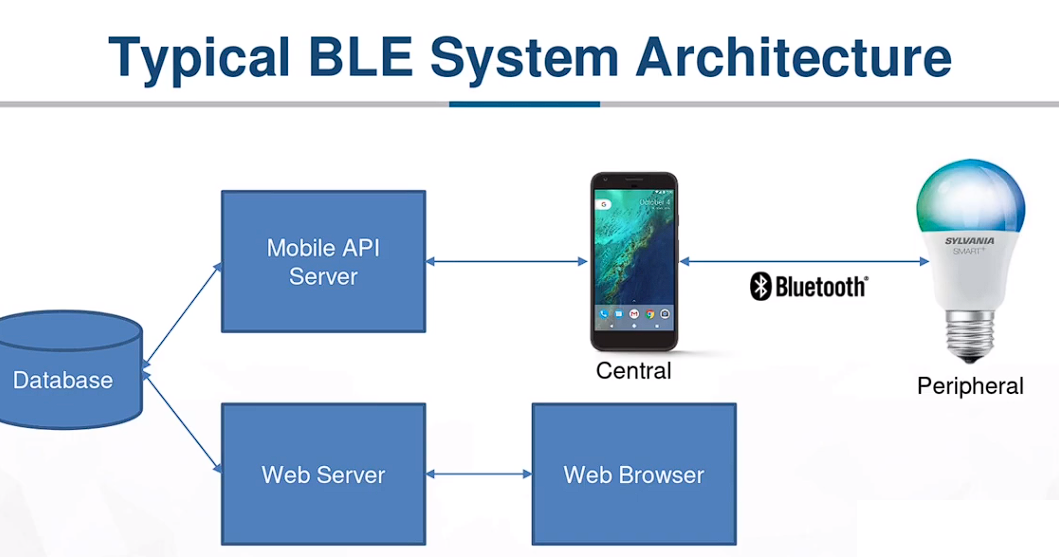 Typical BLE System Architecture
Mobile API
Server
October 4
G
SYLVANIA
SMART+
Bluetooth®
Central
Peripheral
Database
Web Server
Web Browser